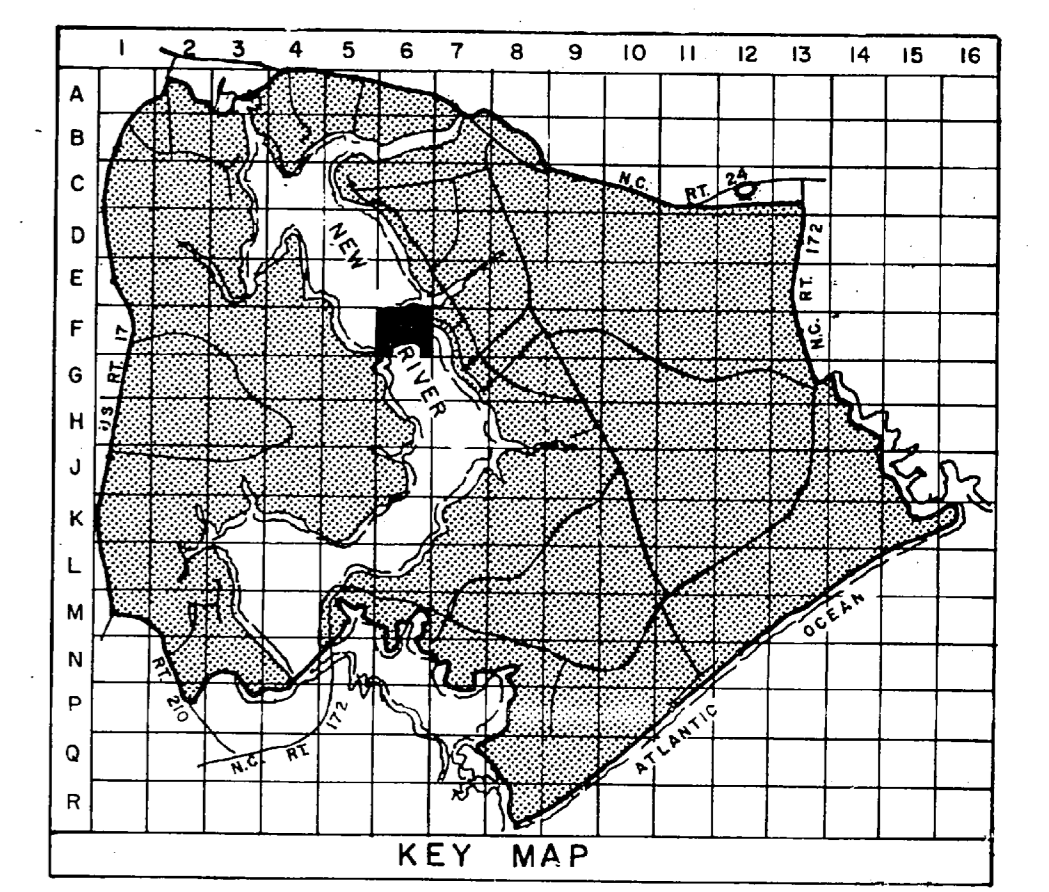 1 2 3 4 5 6 7 8 9 10 11 12 13 14 15 16
A
B
C
D
E
F
G
H
J
K
L
M
N
P
Q
R
N.C. RT. 24
N.C. RT. 172
NEW
RIVER
US RT. 17
RT. 210
N.C. RT. 172
ATLANTIC OCEAN
KEY MAP